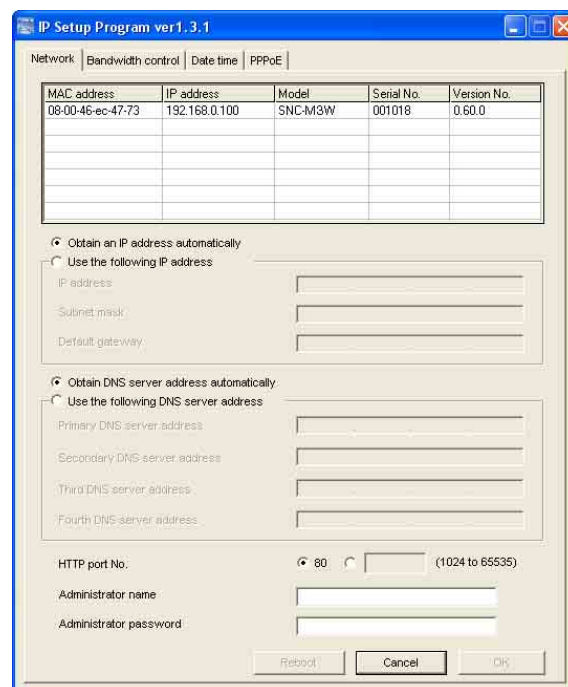 IP Setup Program ver1.3.1
Network Bandwidth control Date time PPPoE
MAC address IP address Model Serial No. Version No.
08-00-46-ec-47-73 192.168.0.100 SNC-M3W 001018 0.60.0
Obtain an IP address automatically
Use the following IP address
IP address
Subnet mask
Default gateway
Obtain DNS server address automatically
Use the following DNS server address
Primary DNS server address
Secondary DNS server address
Third DNS server address
Fourth DNS server address
HTTP port No. 80 (1024 to 65535)
Administrator name
Administrator password
Reboot Cancel OK